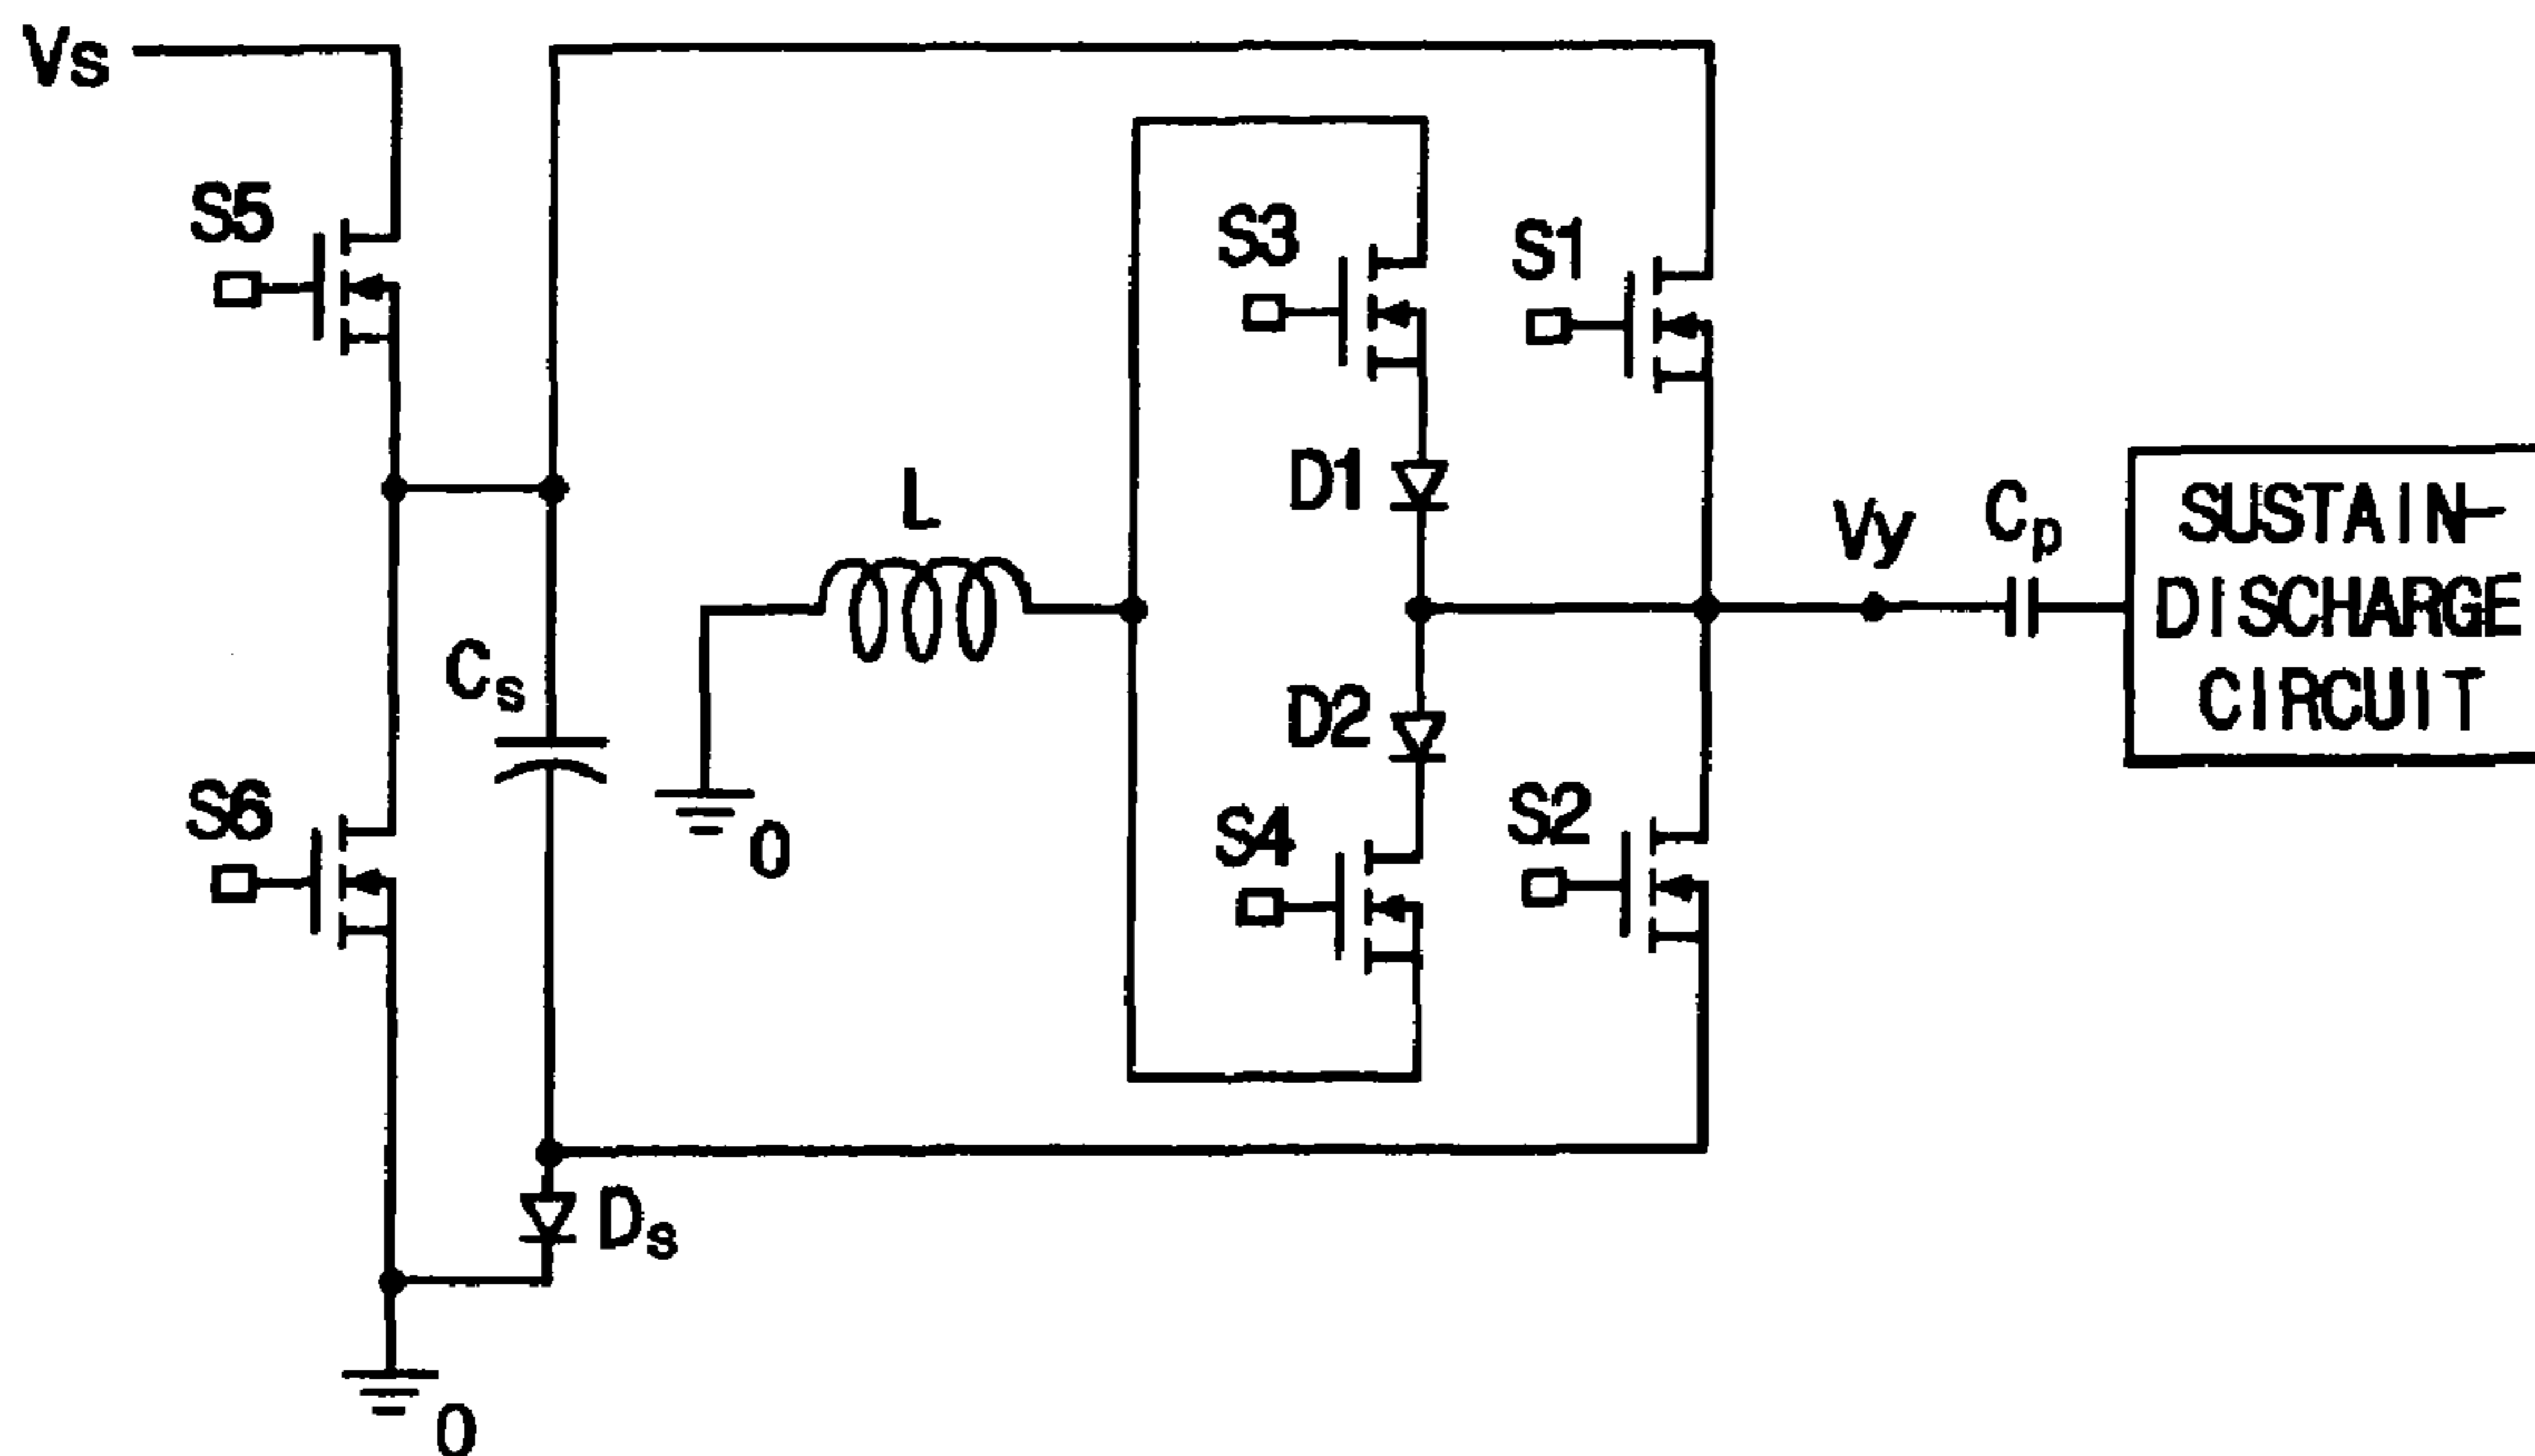 Vs
S5
S3
S1
D1
L
Vy
Cp
SUSTAIN-
DISCHARGE
CIRCUIT
Cs
D2
S6
S4
S2
0
Ds
0